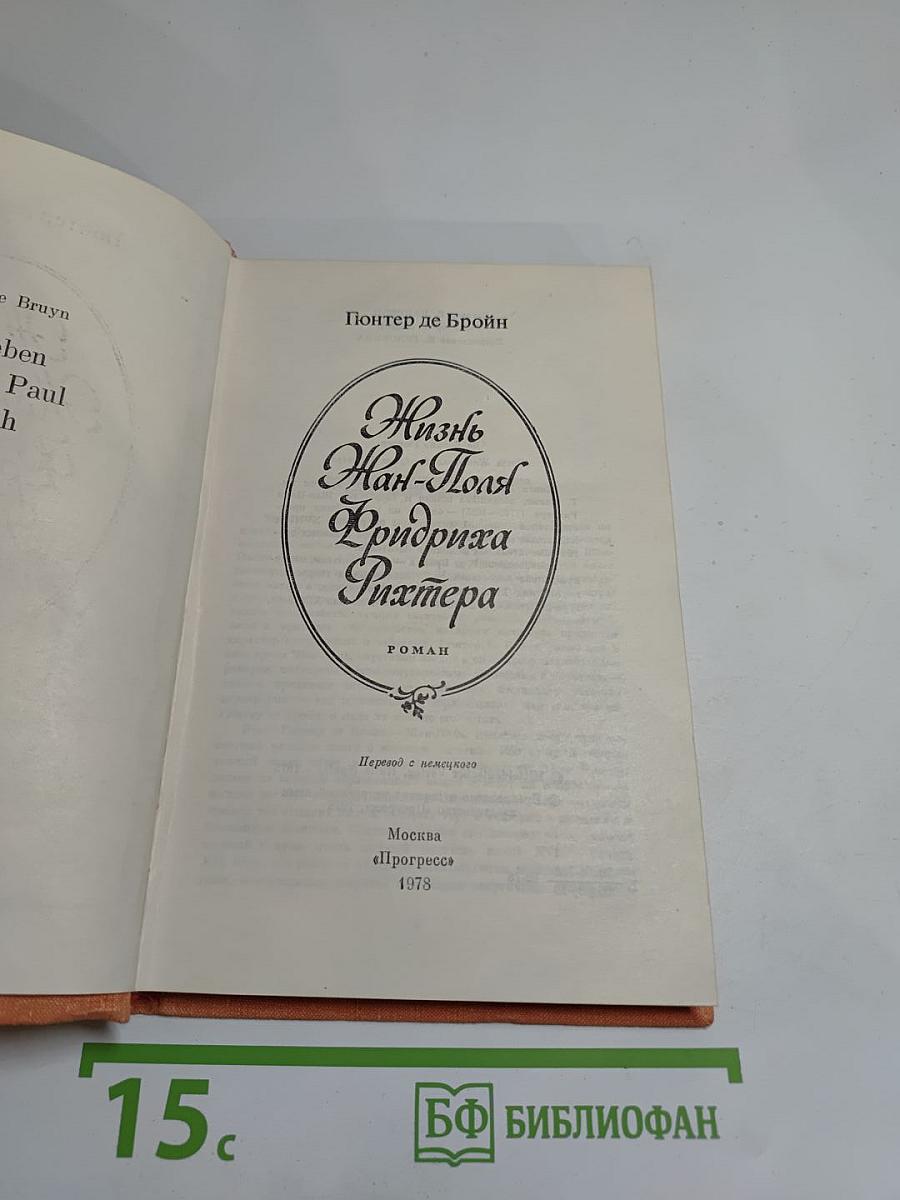 e Bruyn
eben
Paul
h
Гюнтер де Бройн
Жизнь
Жан-Поля
Фридриха
Рихтера
РОМАН
Перевод с немецкого
Москва
«Прогресс»
1978
15 с
БФ БИБЛИОФАН